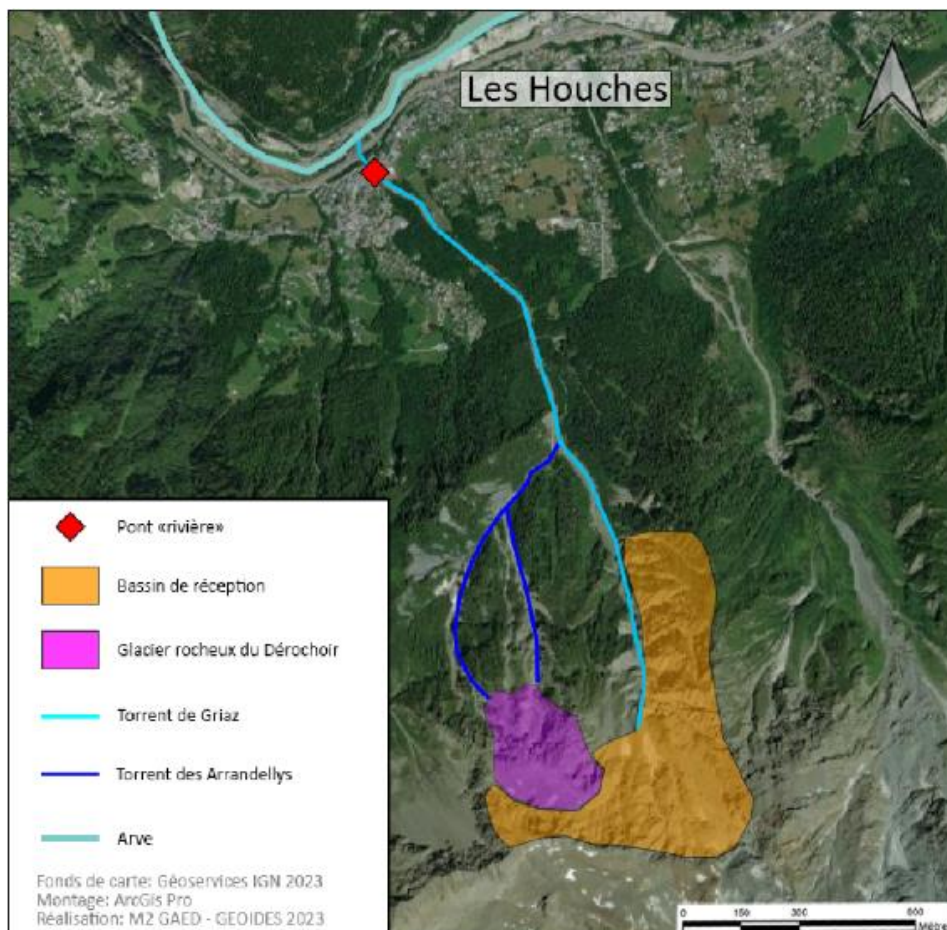 Les Houches
Pont «rivière»
Bassin de réception
Glacier rocheux du Dérochoir
Torrent de Griaz
Torrent des Arrandellys
Arve
Fonds de carte: Géoservices IGN 2023
Montage: ArcGis Pro
Réalisation: M2 GAED - GEOIDES 2023
0 150 300 600
Mètre